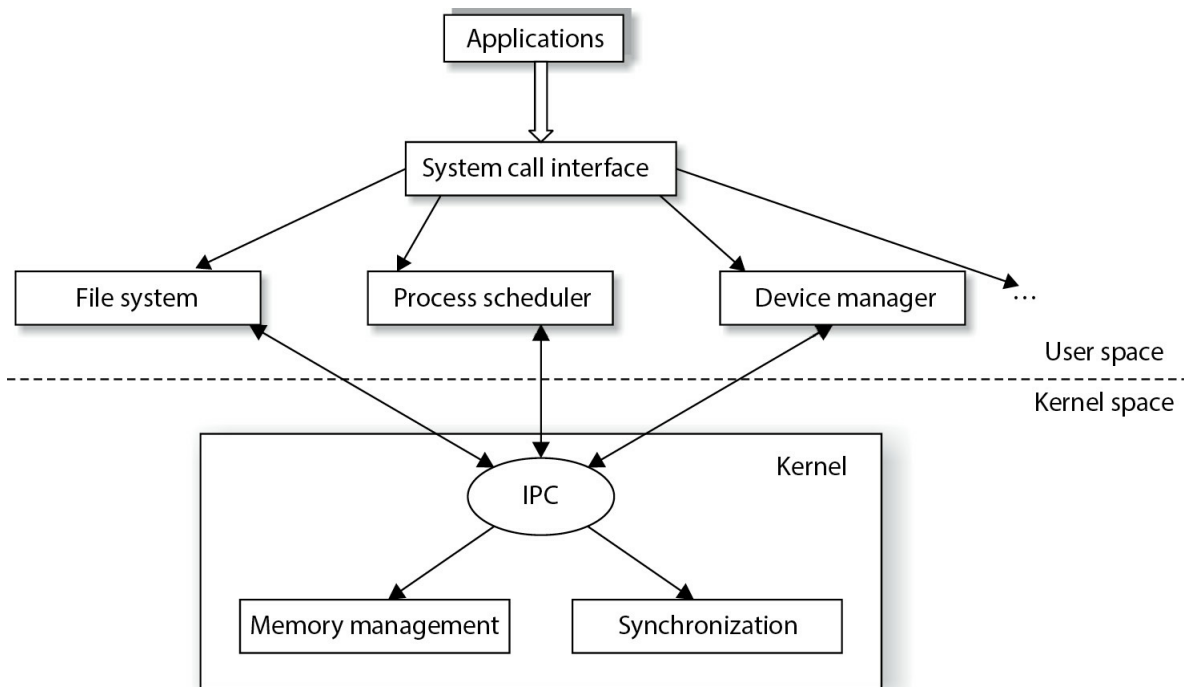 Applications
System call interface
File system
Process scheduler
Device manager
...
User space
Kernel space
Kernel
IPC
Memory management
Synchronization